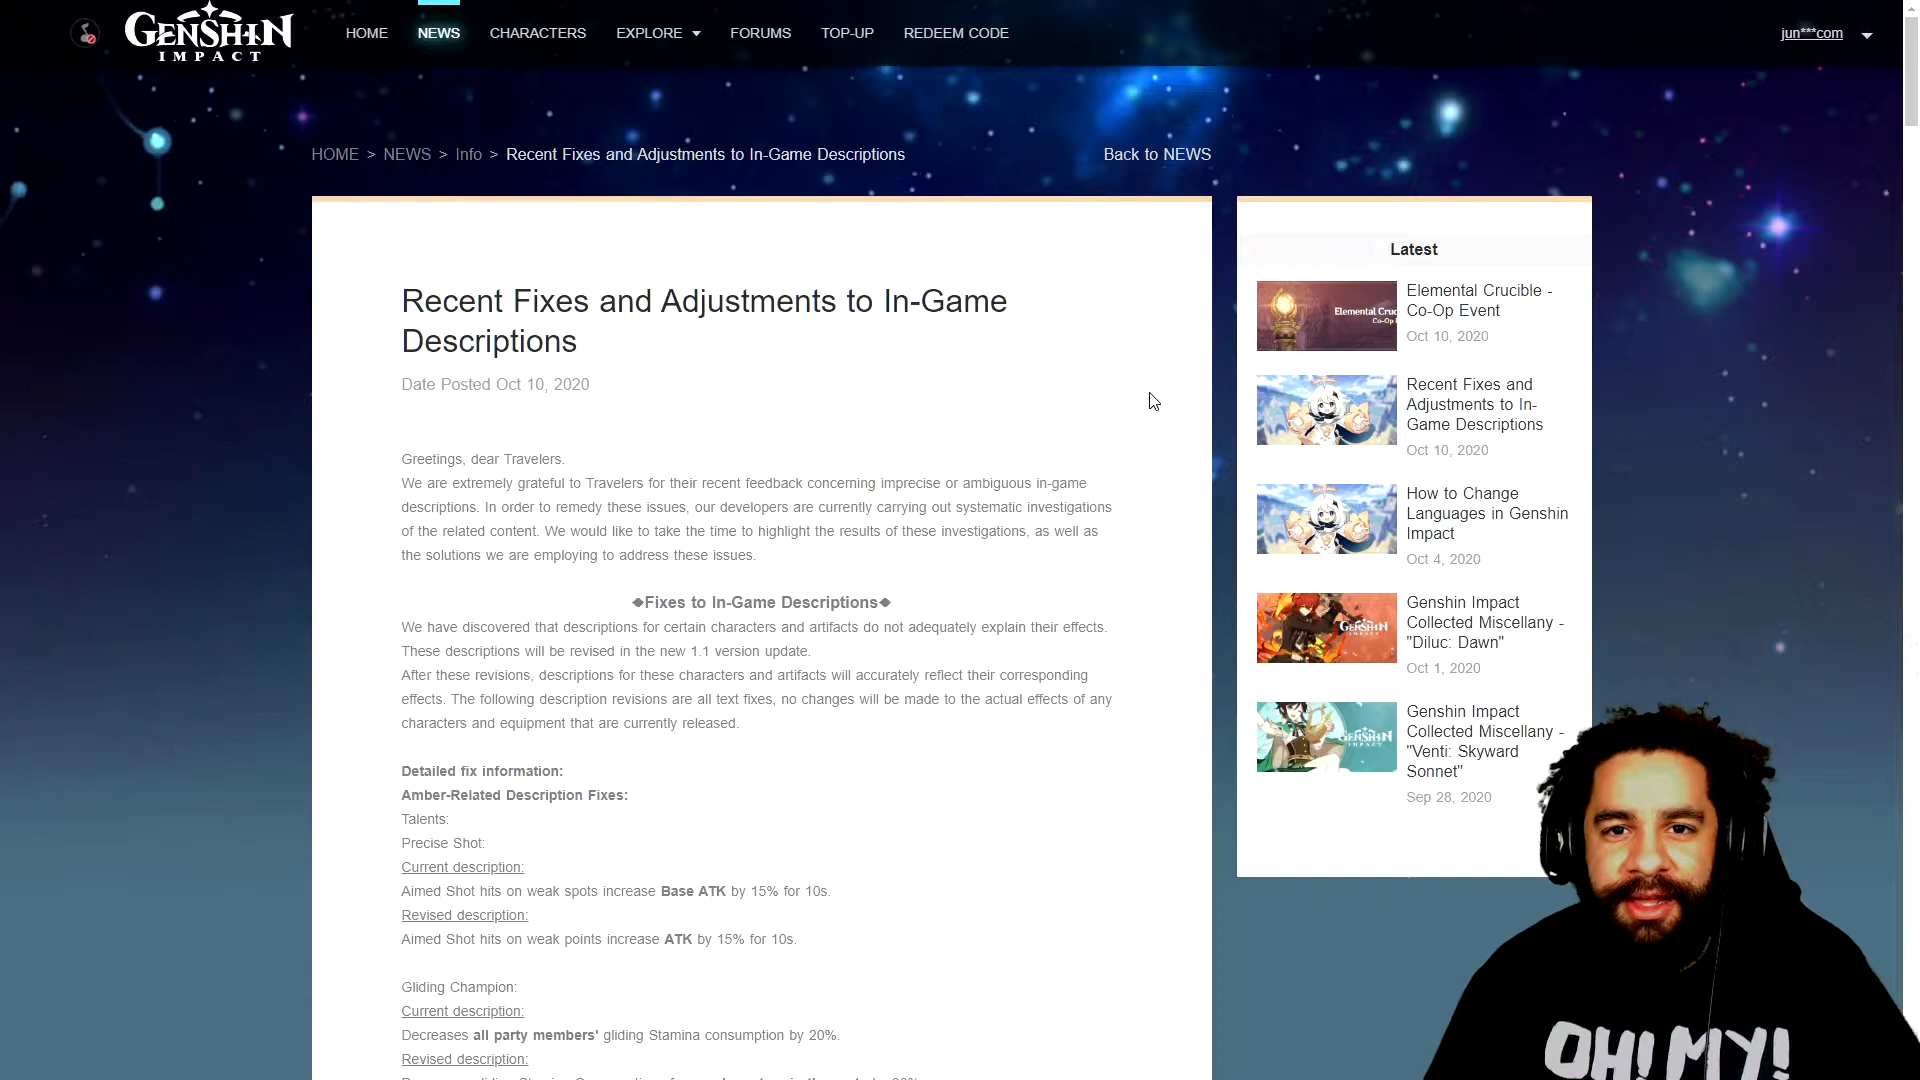 GENSHIN
IMPACT
HOME
NEWS
CHARACTERS
EXPLORE
FORUMS
TOP-UP
REDEEM CODE
jun***com
HOME > NEWS > Info > Recent Fixes and Adjustments to In-Game Descriptions
Back to NEWS
Recent Fixes and Adjustments to In-Game
Descriptions
Date Posted Oct 10, 2020
Greetings, dear Travelers.
We are extremely grateful to Travelers for their recent feedback concerning imprecise or ambiguous in-game
descriptions. In order to remedy these issues, our developers are currently carrying out systematic investigations
of the related content. We would like to take the time to highlight the results of these investigations, as well as
the solutions we are employing to address these issues.
◆Fixes to In-Game Descriptions◆
We have discovered that descriptions for certain characters and artifacts do not adequately explain their effects.
These descriptions will be revised in the new 1.1 version update.
After these revisions, descriptions for these characters and artifacts will accurately reflect their corresponding
effects. The following description revisions are all text fixes, no changes will be made to the actual effects of any
characters and equipment that are currently released.
Detailed fix information:
Amber-Related Description Fixes:
Talents:
Precise Shot:
Current description:
Aimed Shot hits on weak spots increase Base ATK by 15% for 10s.
Revised description:
Aimed Shot hits on weak points increase ATK by 15% for 10s.
Gliding Champion:
Current description:
Decreases all party members' gliding Stamina consumption by 20%.
Revised description:
Latest
Elemental Cruc
Co-Op
Elemental Crucible -
Co-Op Event
Oct 10, 2020
Recent Fixes and
Adjustments to In-
Game Descriptions
Oct 10, 2020
How to Change
Languages in Genshin
Impact
Oct 4, 2020
GENSHIN
IMPACT
Genshin Impact
Collected Miscellany -
"Diluc: Dawn"
Oct 1, 2020
GENSHIN
IMPACT
Genshin Impact
Collected Miscellany -
"Venti: Skyward
Sonnet"
Sep 28, 2020
OH! MY!